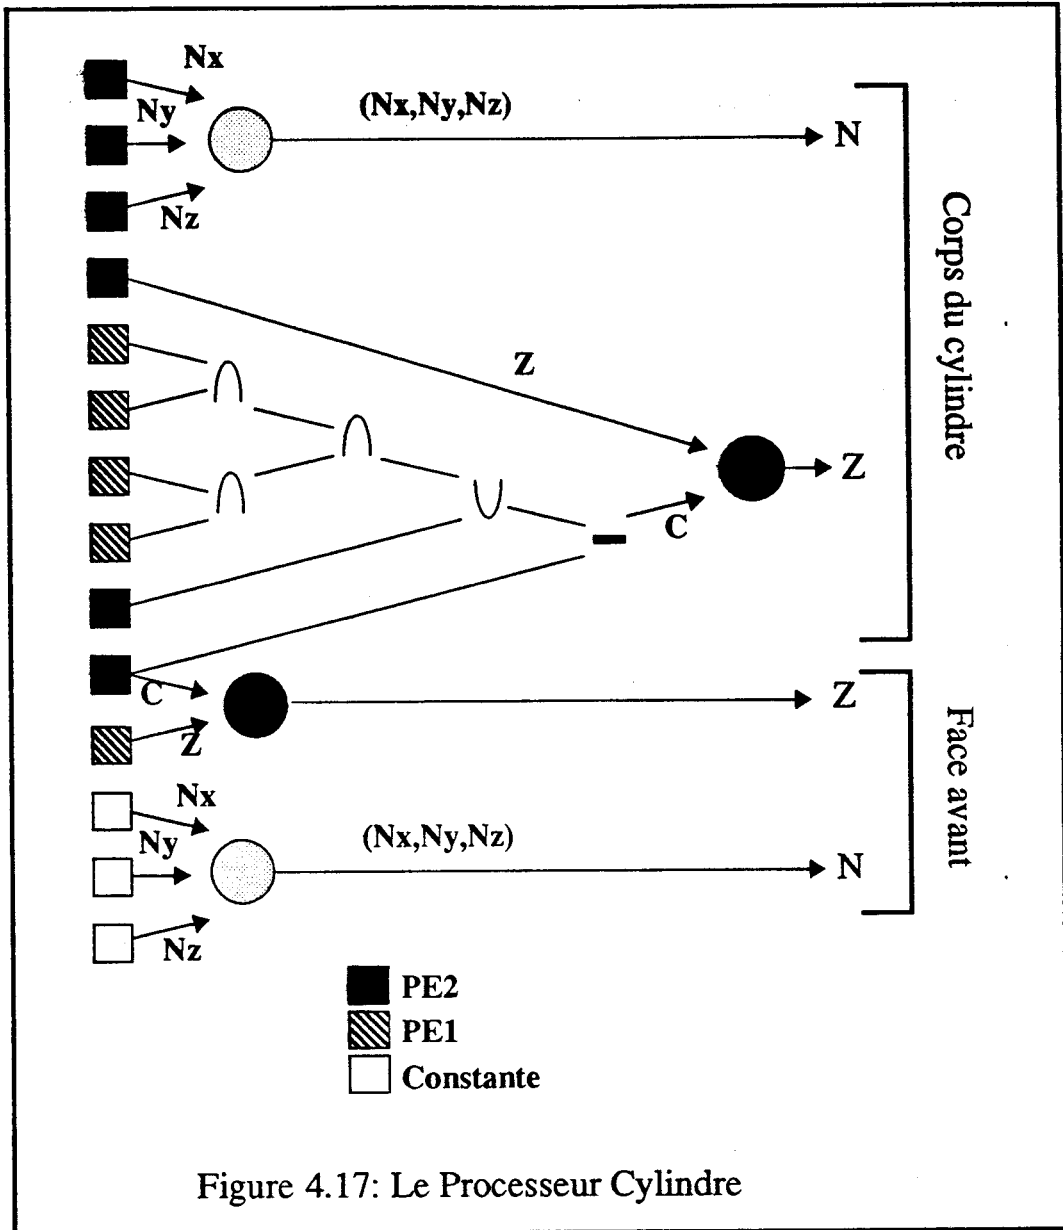 Nx
Ny
Nz
(Nx,Ny,Nz)
N
Corps du cylindre
Z
C
Z
C
Z
Z
Face avant
Nx
Ny
Nz
(Nx,Ny,Nz)
N
PE2
PE1
Constante
Figure 4.17: Le Processeur Cylindre